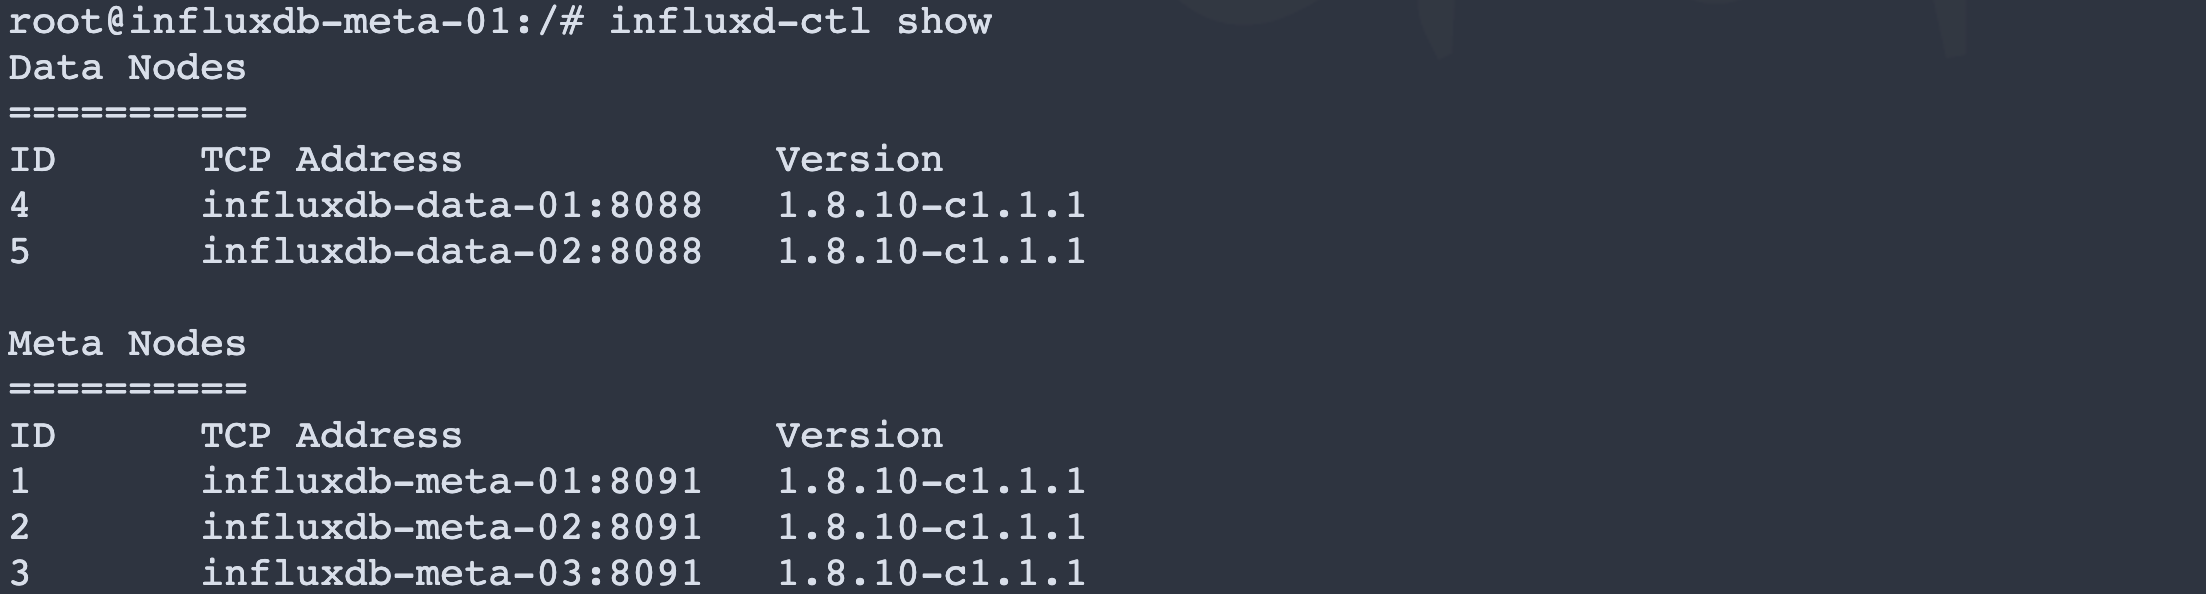 root@influxdb-meta-01:/# influxd-ctl show
Data Nodes
==========
ID      TCP Address             Version
4       influxdb-data-01:8088   1.8.10-c1.1.1
5       influxdb-data-02:8088   1.8.10-c1.1.1

Meta Nodes
==========
ID      TCP Address             Version
1       influxdb-meta-01:8091   1.8.10-c1.1.1
2       influxdb-meta-02:8091   1.8.10-c1.1.1
3       influxdb-meta-03:8091   1.8.10-c1.1.1